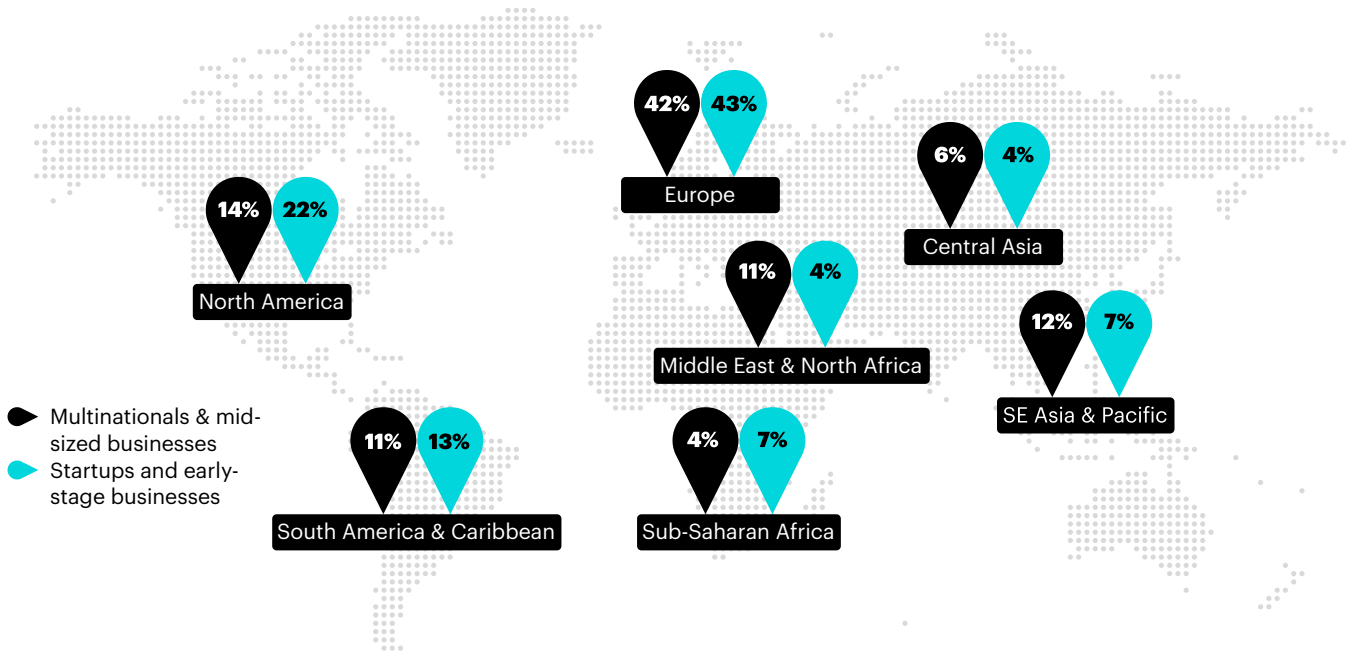 42% 43%
Europe
6% 4%
Central Asia
14% 22%
North America
11% 4%
Middle East & North Africa
12% 7%
SE Asia & Pacific
Multinationals & mid-
sized businesses
Startups and early-
stage businesses
11% 13%
South America & Caribbean
4% 7%
Sub-Saharan Africa